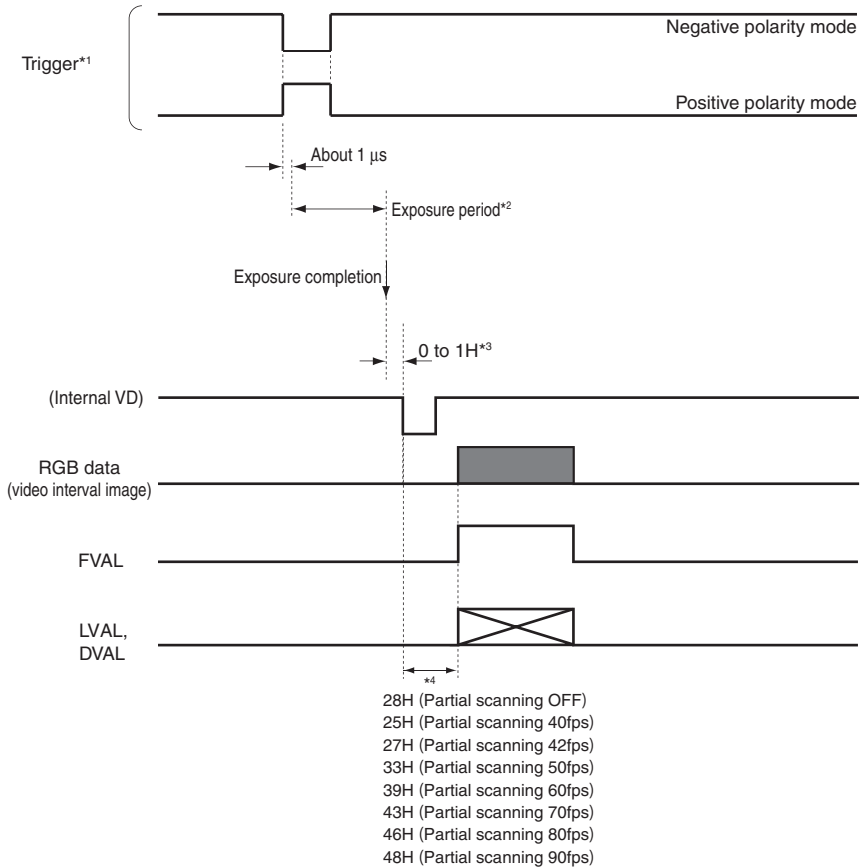 Negative polarity mode
Trigger*1
Positive polarity mode
About 1 μs
Exposure period*2
Exposure completion
0 to 1H*3
(Internal VD)
RGB data
(video interval image)
FVAL
LVAL,
DVAL
*4
28H (Partial scanning OFF)
25H (Partial scanning 40fps)
27H (Partial scanning 42fps)
33H (Partial scanning 50fps)
39H (Partial scanning 60fps)
43H (Partial scanning 70fps)
46H (Partial scanning 80fps)
48H (Partial scanning 90fps)